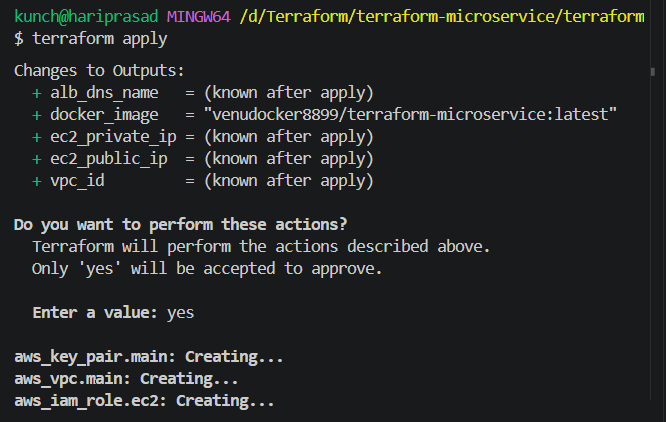 kunch@hariprasad MINGW64 /d/Terraform/terraform-microservice/terraform
$ terraform apply
Changes to Outputs:
  + alb_dns_name   = (known after apply)
  + docker_image   = "venudocker8899/terraform-microservice:latest"
  + ec2_private_ip = (known after apply)
  + ec2_public_ip  = (known after apply)
  + vpc_id         = (known after apply)
Do you want to perform these actions?
  Terraform will perform the actions described above.
  Only 'yes' will be accepted to approve.
  Enter a value: yes
aws_key_pair.main: Creating...
aws_vpc.main: Creating...
aws_iam_role.ec2: Creating...